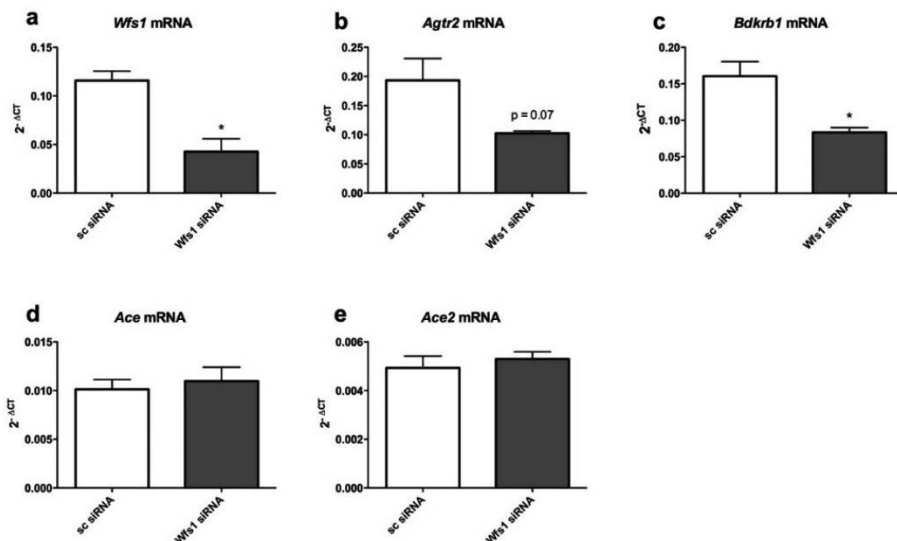 a
Wfs1 mRNA
2- ΔCT
0.15
0.10
0.05
0.00
*
sc siRNA
Wfs1 siRNA
b
Agtr2 mRNA
2- ΔCT
0.25
0.20
0.15
0.10
0.05
0.00
p = 0.07
sc siRNA
Wfs1 siRNA
c
Bdkrb1 mRNA
2- ΔCT
0.20
0.15
0.10
0.05
0.00
*
sc siRNA
Wfs1 siRNA
d
Ace mRNA
2- ΔCT
0.015
0.010
0.005
0.000
sc siRNA
Wfs1 siRNA
e
Ace2 mRNA
2- ΔCT
0.006
0.004
0.002
0.000
sc siRNA
Wfs1 siRNA